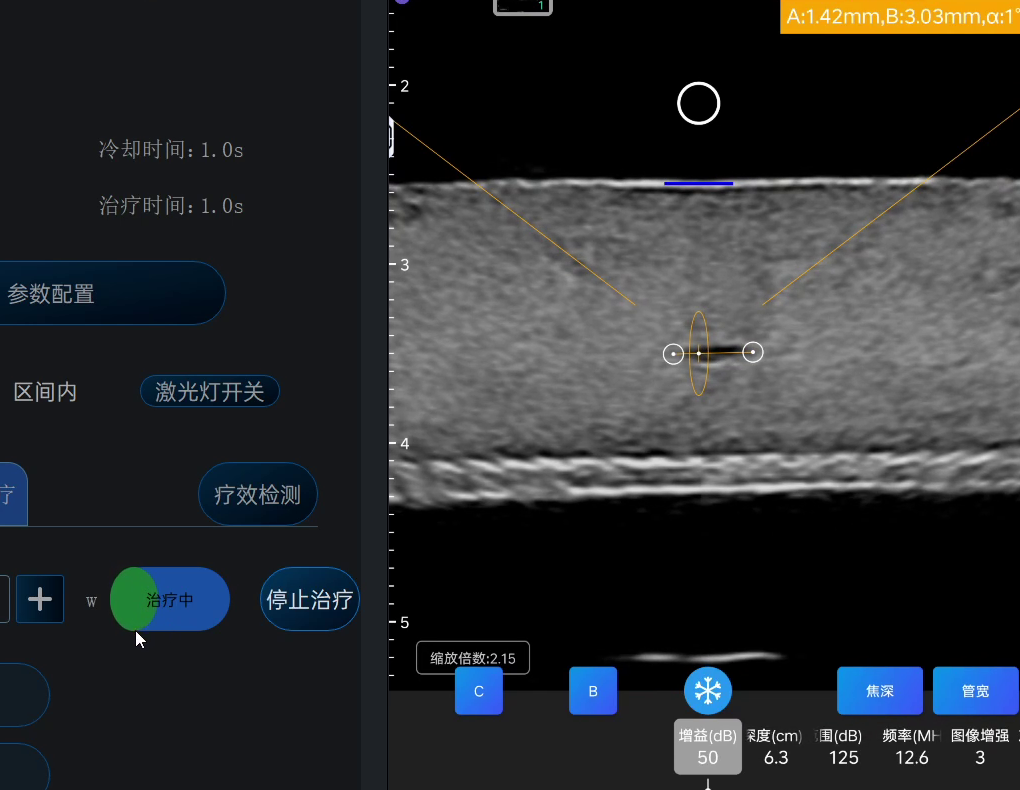 1
A:1.42mm,B:3.03mm,α:1°
2
冷却时间: 1.0s
治疗时间: 1.0s
3
参数配置
区间内
激光灯开关
4
疗
疗效检测
w
治疗中
停止治疗
5
缩放倍数:2.15
C
B
焦深
管宽
增益(dB)
深度(cm)
围(dB)
频率(MH
图像增强
50
6.3
125
12.6
3